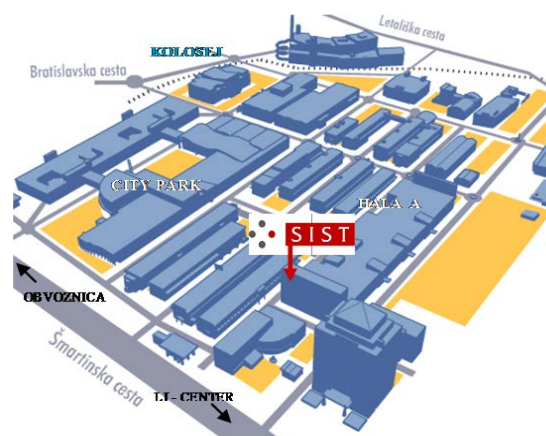 Letališka cesta
KOLOSEJ
Bratislavska cesta
CITY PARK
HALA A
SIST
OBVOZNICA
Šmartinska cesta
LJ - CENTER